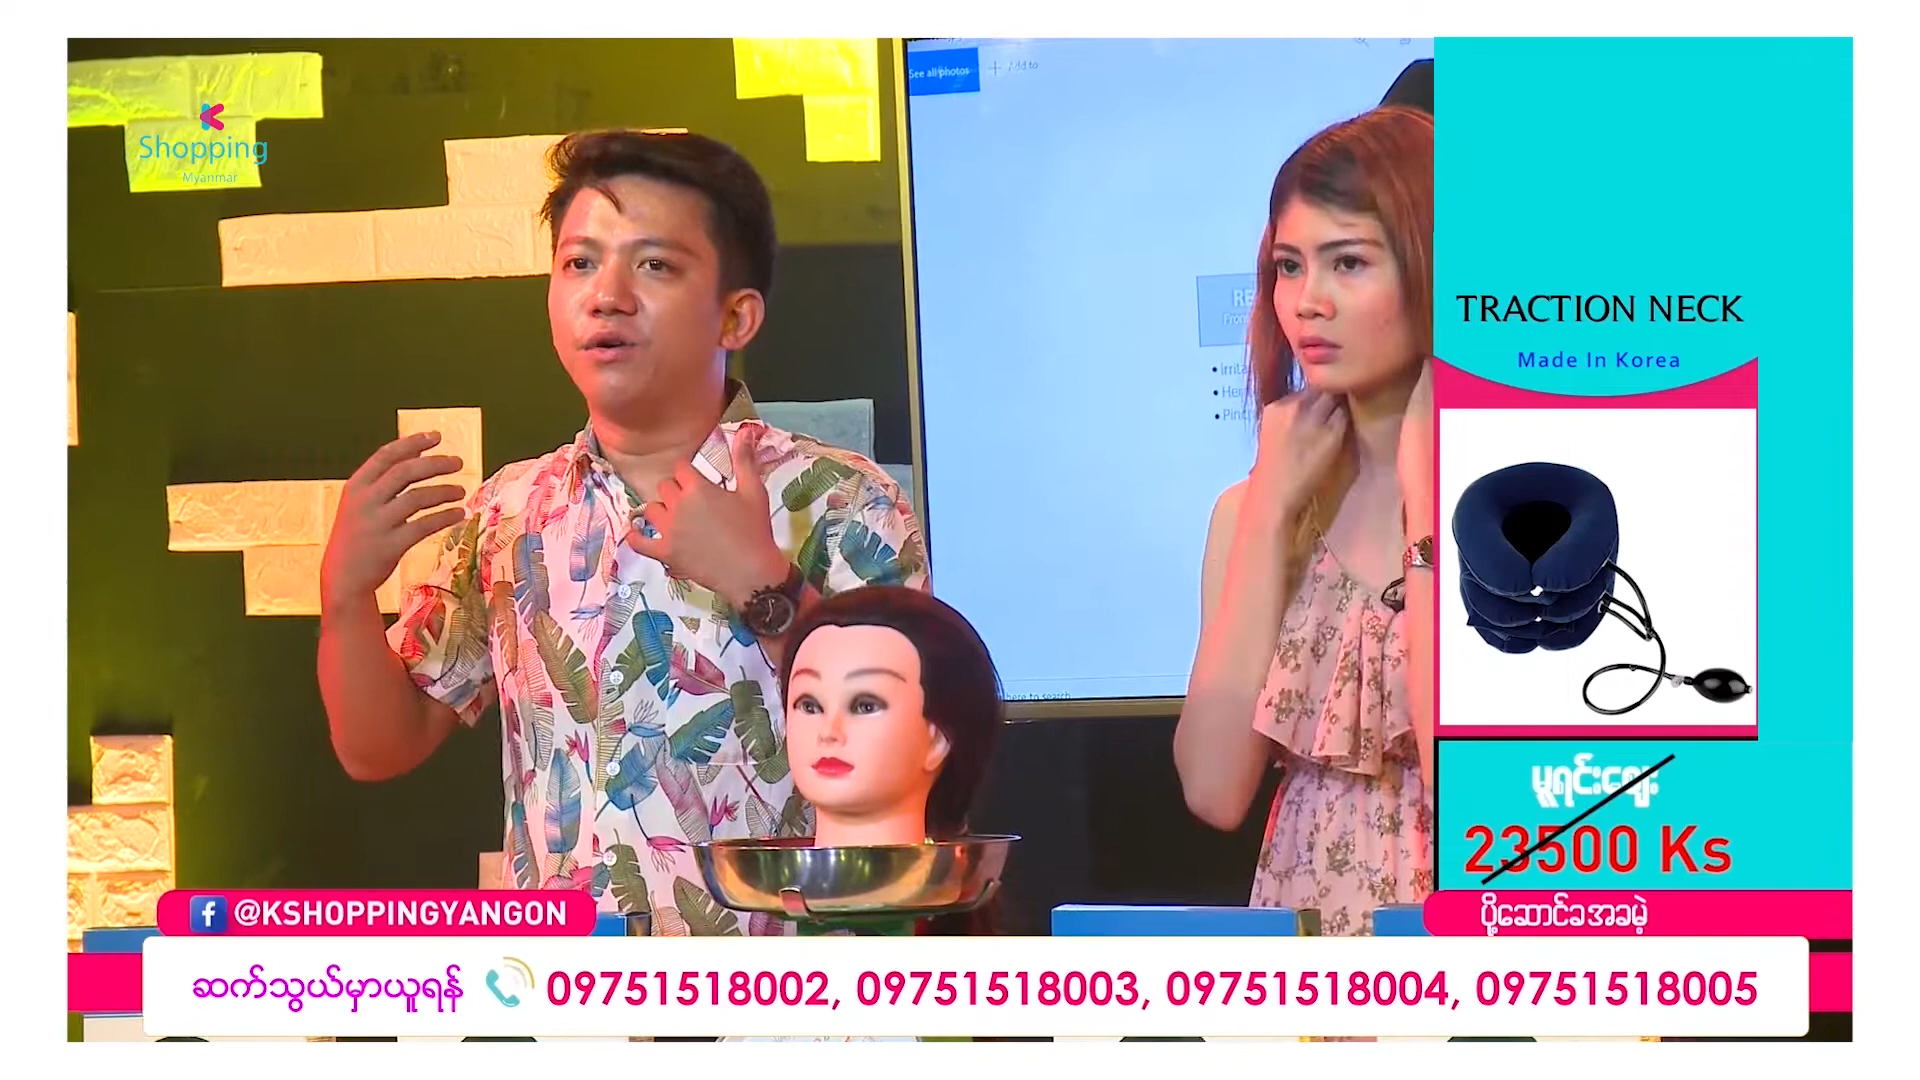 See all photos
Add to
K
Shopping
Myanmar
RE
TRACTION NECK
Made In Korea
မူရင်းဈေး
23500 Ks
ပို့ဆောင်ခအခမဲ့
@KSHOPPINGYANGON
ဆက်သွယ်မှာယူရန် 09751518002, 09751518003, 09751518004, 09751518005